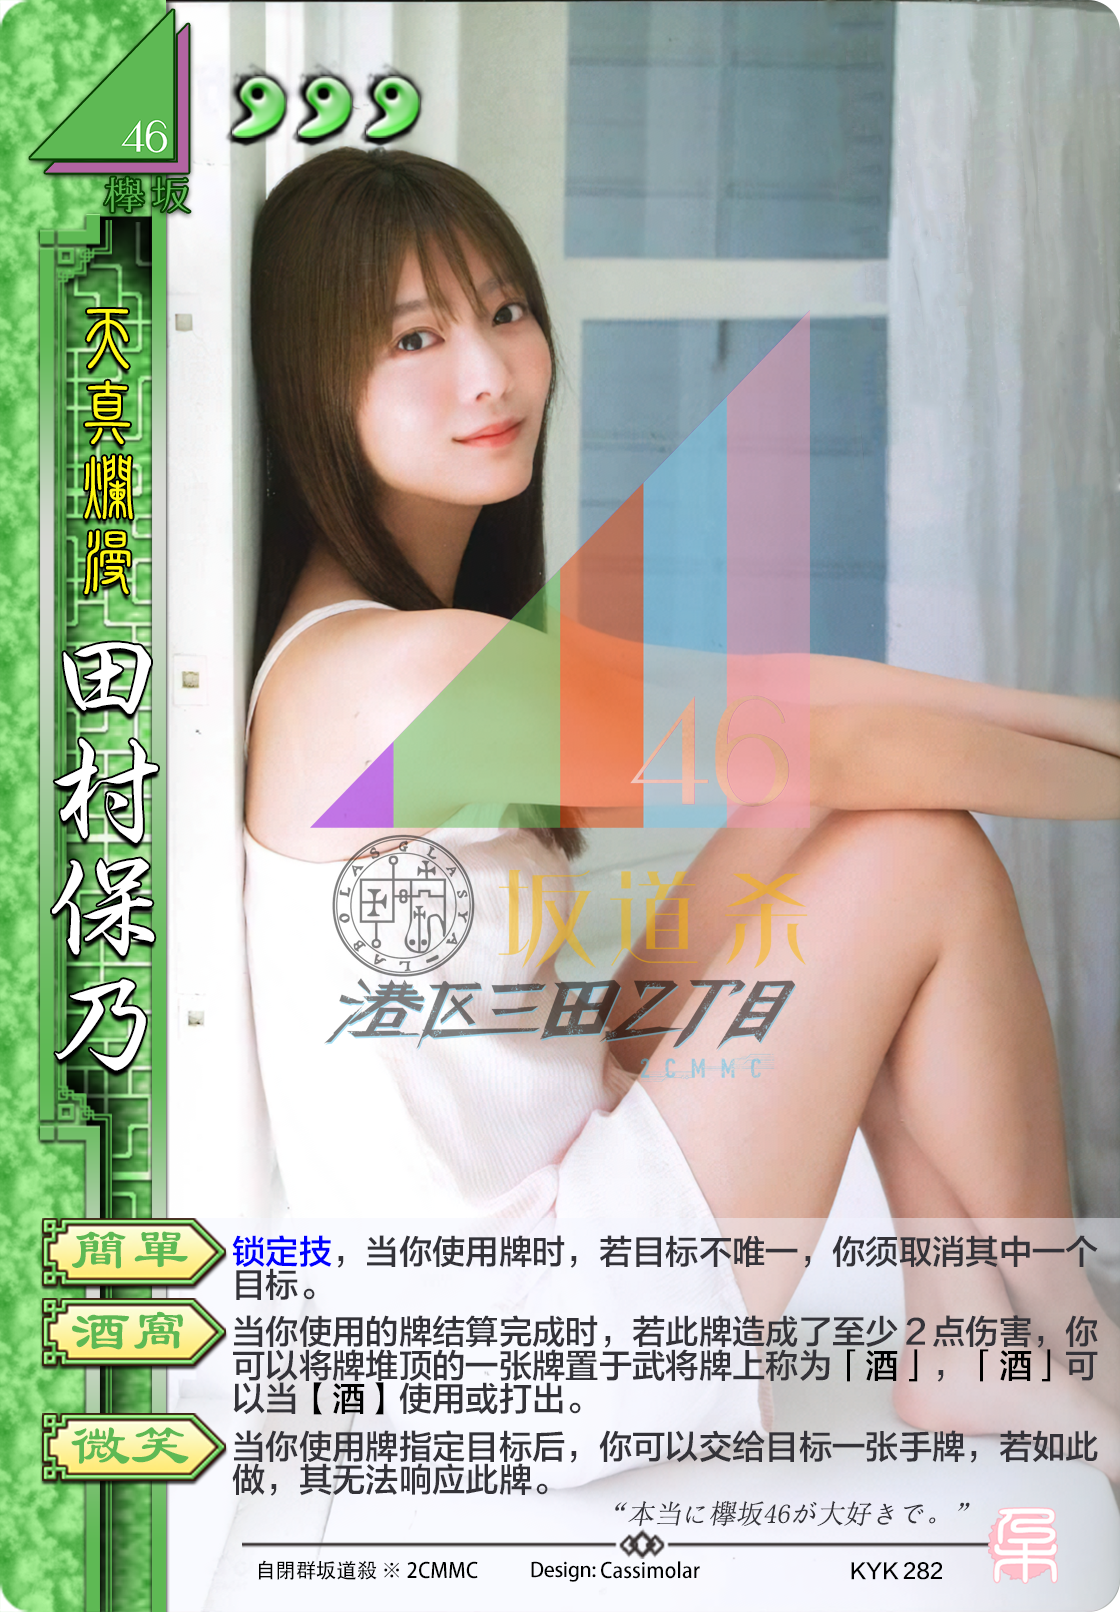 46
欅坂
天真爛漫
田村保乃
46
GLASYA-LABOLAS
坂道杀
港区三田2丁目
2CMMC
簡單
锁定技，当你使用牌时，若目标不唯一，你须取消其中一个
目标。
酒窩
当你使用的牌结算完成时，若此牌造成了至少２点伤害，你
可以将牌堆顶的一张牌置于武将牌上称为「酒」，「酒」可
以当【酒】使用或打出。
微笑
当你使用牌指定目标后，你可以交给目标一张手牌，若如此
做，其无法响应此牌。
“本当に欅坂46が大好きで。”
自閉群坂道殺 ※ 2CMMC
Design: Cassimolar
KYK 282